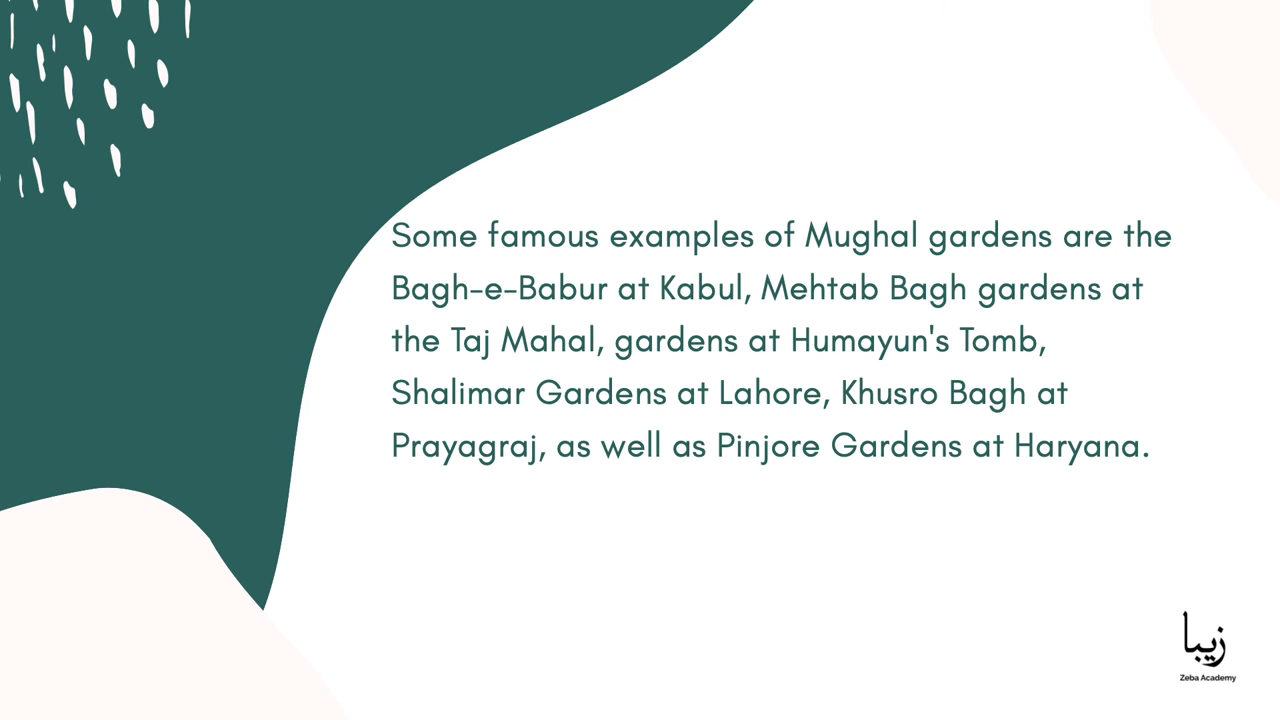 Some famous examples of Mughal gardens are the
Bagh-e-Babur at Kabul, Mehtab Bagh gardens at
the Taj Mahal, gardens at Humayun's Tomb,
Shalimar Gardens at Lahore, Khusro Bagh at
Prayagraj, as well as Pinjore Gardens at Haryana.
زیبا
Zeba Academy